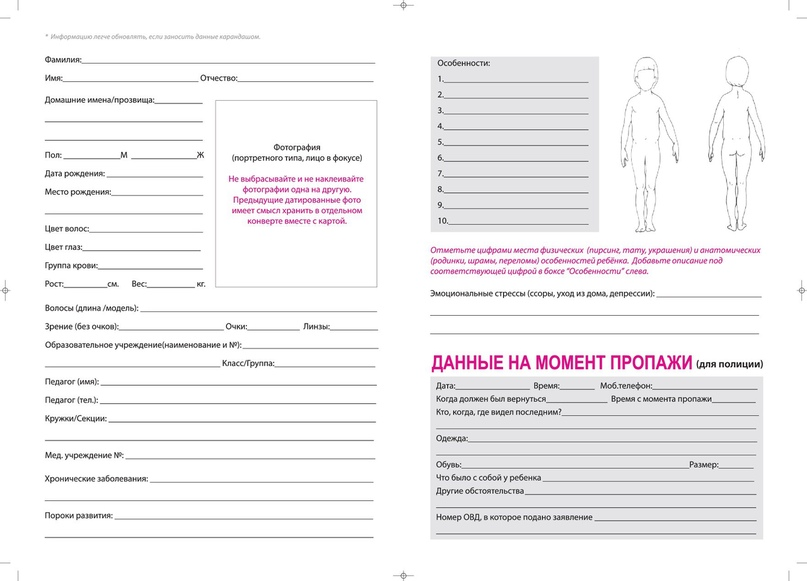 * Информацию легче обновлять, если заносить данные карандашом.
Фамилия:
Имя: Отчество:
Домашние имена/прозвища:
Фотография
(портретного типа, лицо в фокусе)
Не выбрасывайте и не наклеивайте
фотографии одна на другую.
Предыдущие датированные фото
имеет смысл хранить в отдельном
конверте вместе с картой.
Пол: М Ж
Дата рождения:
Место рождения:
Цвет волос:
Цвет глаз:
Группа крови:
Рост: см. Вес: кг.
Волосы (длина /модель):
Зрение (без очков): Очки: Линзы:
Образовательное учреждение(наименование и №):
Класс/Группа:
Педагог (имя):
Педагог (тел.):
Кружки/Секции:
Мед. учреждение №:
Хронические заболевания:
Пороки развития:
Особенности:
1.
2.
3.
4.
5.
6.
7.
8.
9.
10.
Отметьте цифрами места физических (пирсинг, тату, украшения) и анатомических
(родинки, шрамы, переломы) особенностей ребёнка. Добавьте описание под
соответствующей цифрой в боксе "Особенности" слева.
Эмоциональные стрессы (ссоры, уход из дома, депрессии):
ДАННЫЕ НА МОМЕНТ ПРОПАЖИ (для полиции)
Дата: Время: Моб.телефон:
Когда должен был вернуться Время с момента пропажи
Кто, когда, где видел последним?
Одежда:
Обувь: Размер:
Что было с собой у ребенка
Другие обстоятельства
Номер ОВД, в которое подано заявление